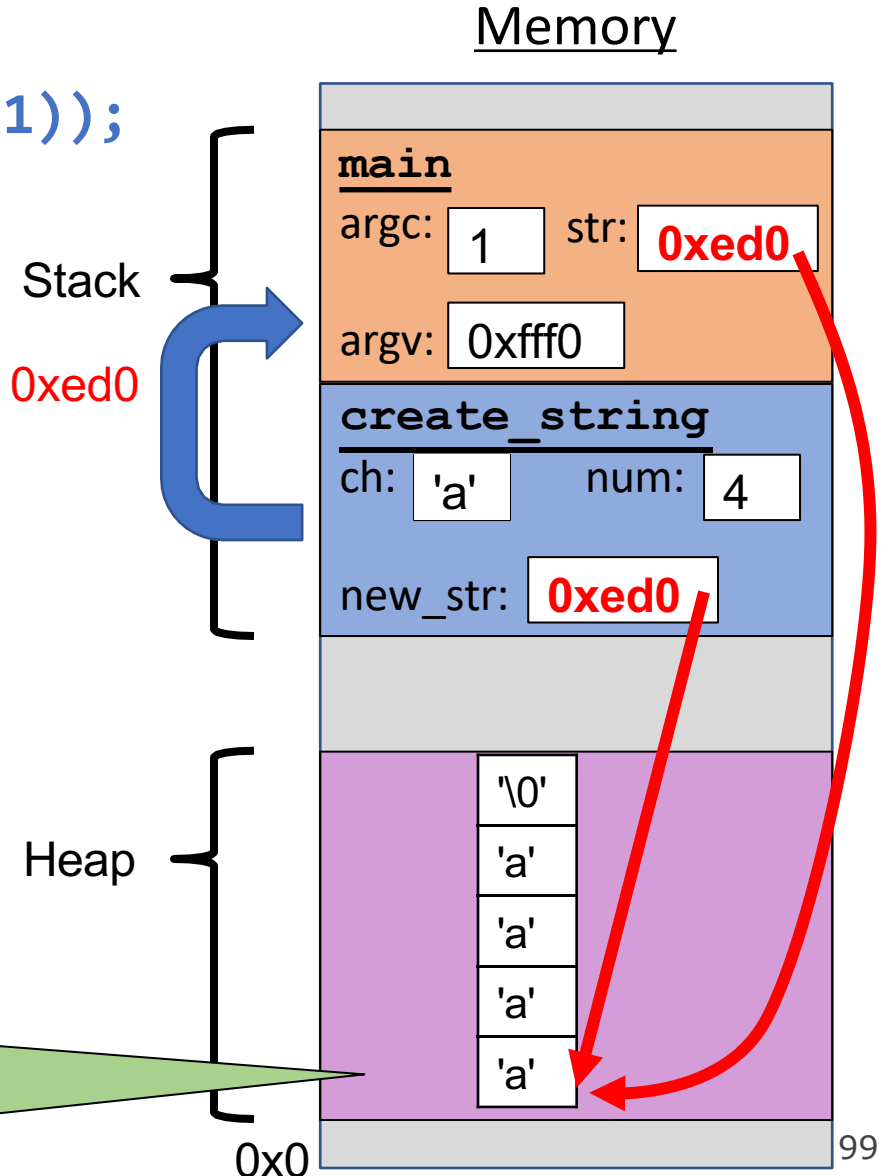 Memory
1));
main
argc: 1 str: 0xed0
Stack
argv: 0xfff0
0xed0
create_string
ch: 'a' num: 4
new_str: 0xed0
'\0'
'a'
Heap
'a'
'a'
'a'
0x0
99